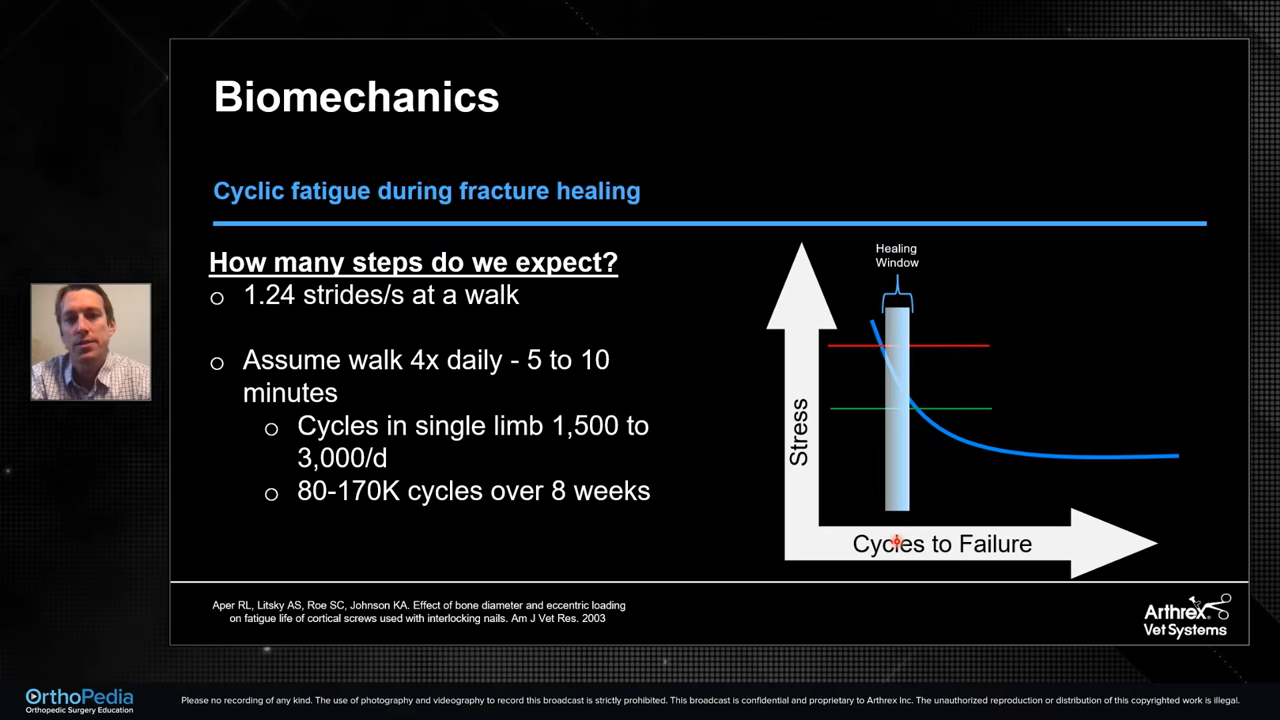 Biomechanics
Cyclic fatigue during fracture healing
How many steps do we expect?
o 1.24 strides/s at a walk
o Assume walk 4x daily - 5 to 10
minutes
o Cycles in single limb 1,500 to
3,000/d
o 80-170K cycles over 8 weeks
Healing
Window
Stress
Cycles to Failure
Aper RL, Litsky AS, Roe SC, Johnson KA. Effect of bone diameter and eccentric loading
on fatigue life of cortical screws used with interlocking nails. Am J Vet Res. 2003
Arthrex
Vet Systems
OrthoPedia
Orthopedic Surgery Education
Please no recording of any kind. The use of photography and videography to record this broadcast is strictly prohibited. This broadcast is confidential and proprietary to Arthrex Inc. The unauthorized reproduction or distribution of this copyrighted work is illegal.